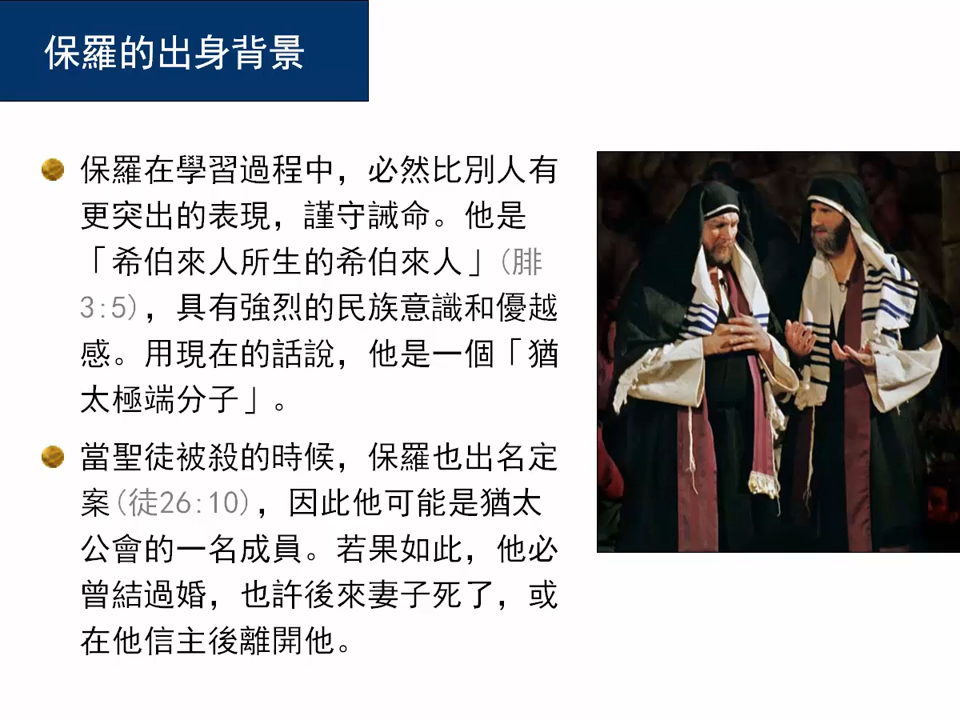 保羅的出身背景
保羅在學習過程中，必然比別人有
更突出的表現，謹守誡命。他是
「希伯來人所生的希伯來人」(腓
3:5)，具有強烈的民族意識和優越
感。用現在的話說，他是一個「猶
太極端分子」。
當聖徒被殺的時候，保羅也出名定
案(徒26:10)，因此他可能是猶太
公會的一名成員。若果如此，他必
曾結過婚，也許後來妻子死了，或
在他信主後離開他。